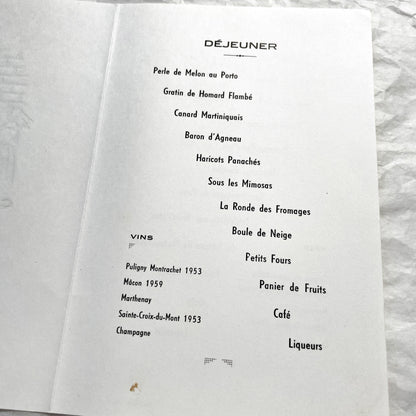 DÉJEUNER
Perle de Melon au Porto
Gratin de Homard Flambé
Canard Martiniquais
Baron d'Agneau
Haricots Panachés
Sous les Mimosas
La Ronde des Fromages
Boule de Neige
Petits Fours
Panier de Fruits
Café
Liqueurs
VINS
Puligny Montrachet 1953
Mâcon 1959
Marthenay
Sainte-Croix-du-Mont 1953
Champagne